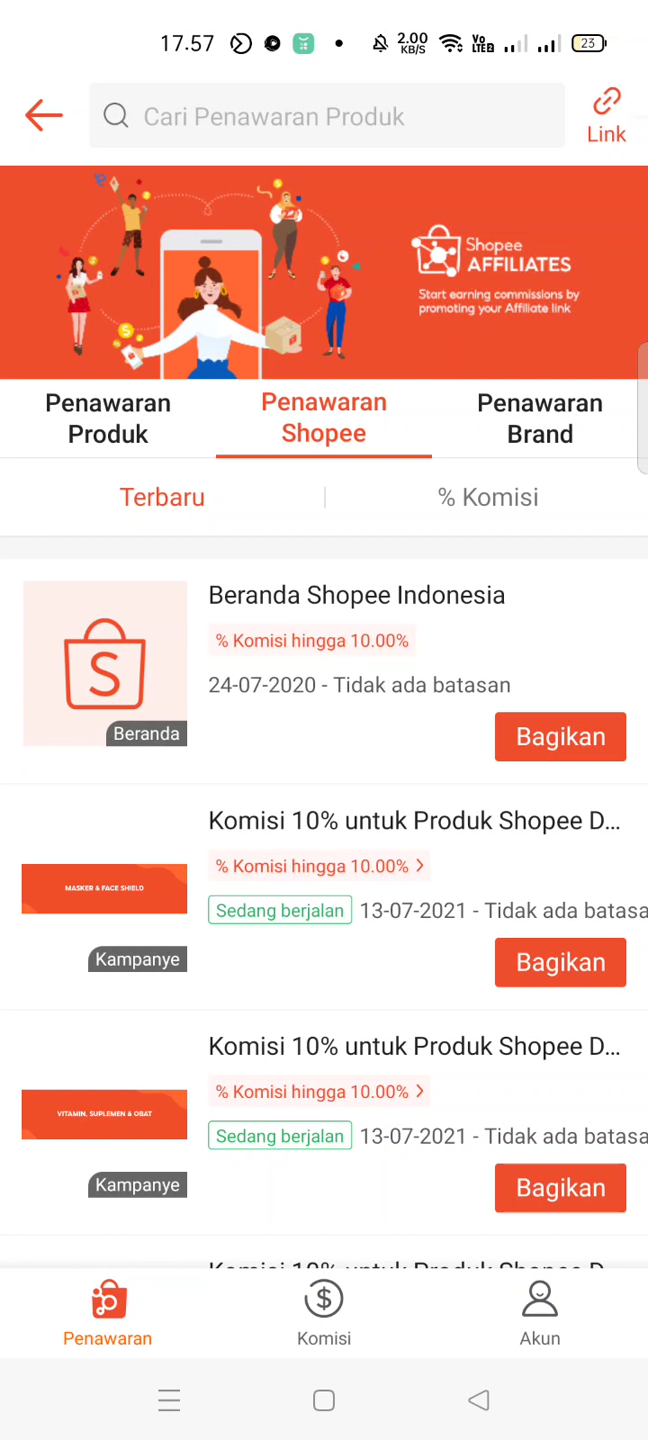 17.57
2.00
KB/S
Vo
LTE2
23
Cari Penawaran Produk
Link
Shopee
AFFILIATES
Start earning commissions by
promoting your Affiliate link
Penawaran
Produk
Penawaran
Shopee
Penawaran
Brand
Terbaru
% Komisi
S
Beranda
Beranda Shopee Indonesia
% Komisi hingga 10.00%
24-07-2020 - Tidak ada batasan
Bagikan
MASKER & FACE SHIELD
Kampanye
Komisi 10% untuk Produk Shopee D...
% Komisi hingga 10.00% >
Sedang berjalan 13-07-2021 - Tidak ada batasa
Bagikan
VITAMIN, SUPLEMEN & OBAT
Kampanye
Komisi 10% untuk Produk Shopee D...
% Komisi hingga 10.00% >
Sedang berjalan 13-07-2021 - Tidak ada batasa
Bagikan
Komisi 10% untuk Produk Shopee D
Penawaran
Komisi
Akun